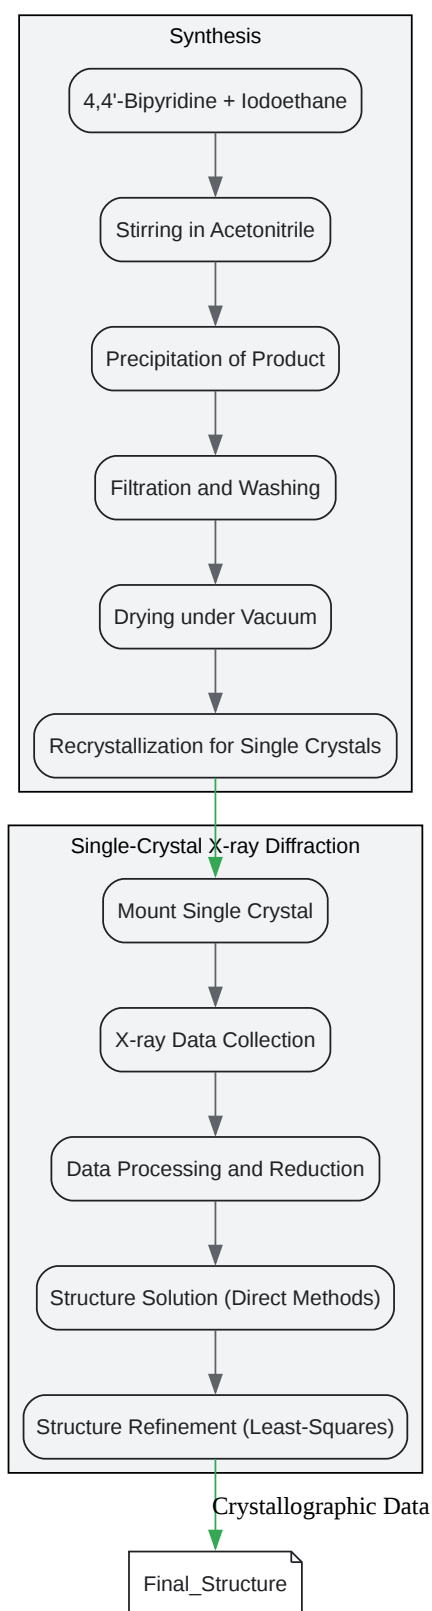 Synthesis
4,4'-Bipyridine + Iodoethane
Stirring in Acetonitrile
Precipitation of Product
Filtration and Washing
Drying under Vacuum
Recrystallization for Single Crystals
Single-Crystal X-ray Diffraction
Mount Single Crystal
X-ray Data Collection
Data Processing and Reduction
Structure Solution (Direct Methods)
Structure Refinement (Least-Squares)
Crystallographic Data
Final_Structure